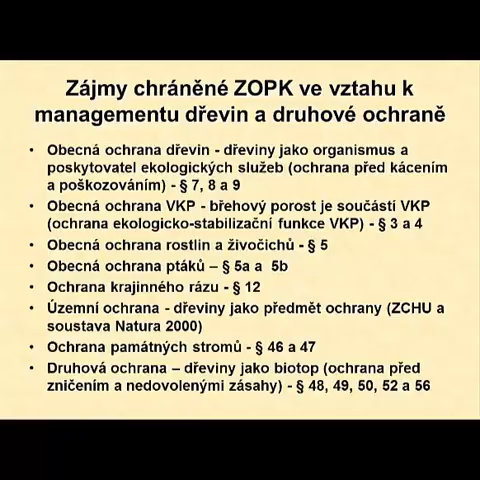 Zájmy chráněné ZOPK ve vztahu k
managementu dřevin a druhové ochraně
• Obecná ochrana dřevin - dřeviny jako organismus a
poskytovatel ekologických služeb (ochrana před kácením
a poškozováním) - § 7, 8 a 9
• Obecná ochrana VKP - břehový porost je součástí VKP
(ochrana ekologicko-stabilizační funkce VKP) - § 3 a 4
• Obecná ochrana rostlin a živočichů - § 5
• Obecná ochrana ptáků – § 5a a 5b
• Ochrana krajinného rázu - § 12
• Územní ochrana - dřeviny jako předmět ochrany (ZCHU a
soustava Natura 2000)
• Ochrana památných stromů - § 46 a 47
• Druhová ochrana – dřeviny jako biotop (ochrana před
zničením a nedovolenými zásahy) - § 48, 49, 50, 52 a 56